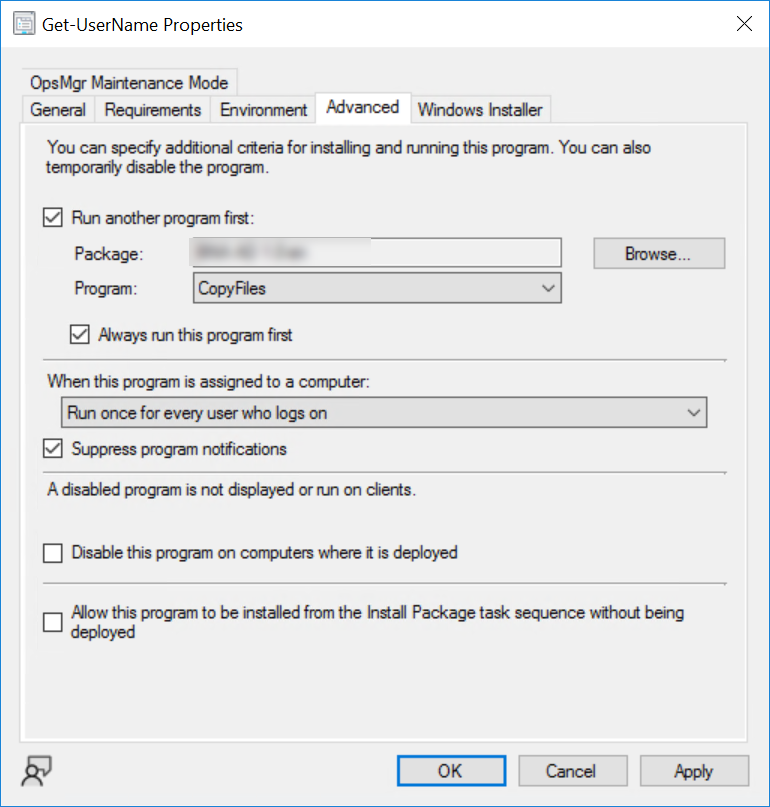 Get-UserName Properties
OpsMgr Maintenance Mode
General Requirements Environment Advanced Windows Installer
You can specify additional criteria for installing and running this program. You can also
temporarily disable the program.
Run another program first:
Package:
Browse...
Program: CopyFiles
Always run this program first
When this program is assigned to a computer:
Run once for every user who logs on
Suppress program notifications
A disabled program is not displayed or run on clients.
Disable this program on computers where it is deployed
Allow this program to be installed from the Install Package task sequence without being
deployed
OK Cancel Apply